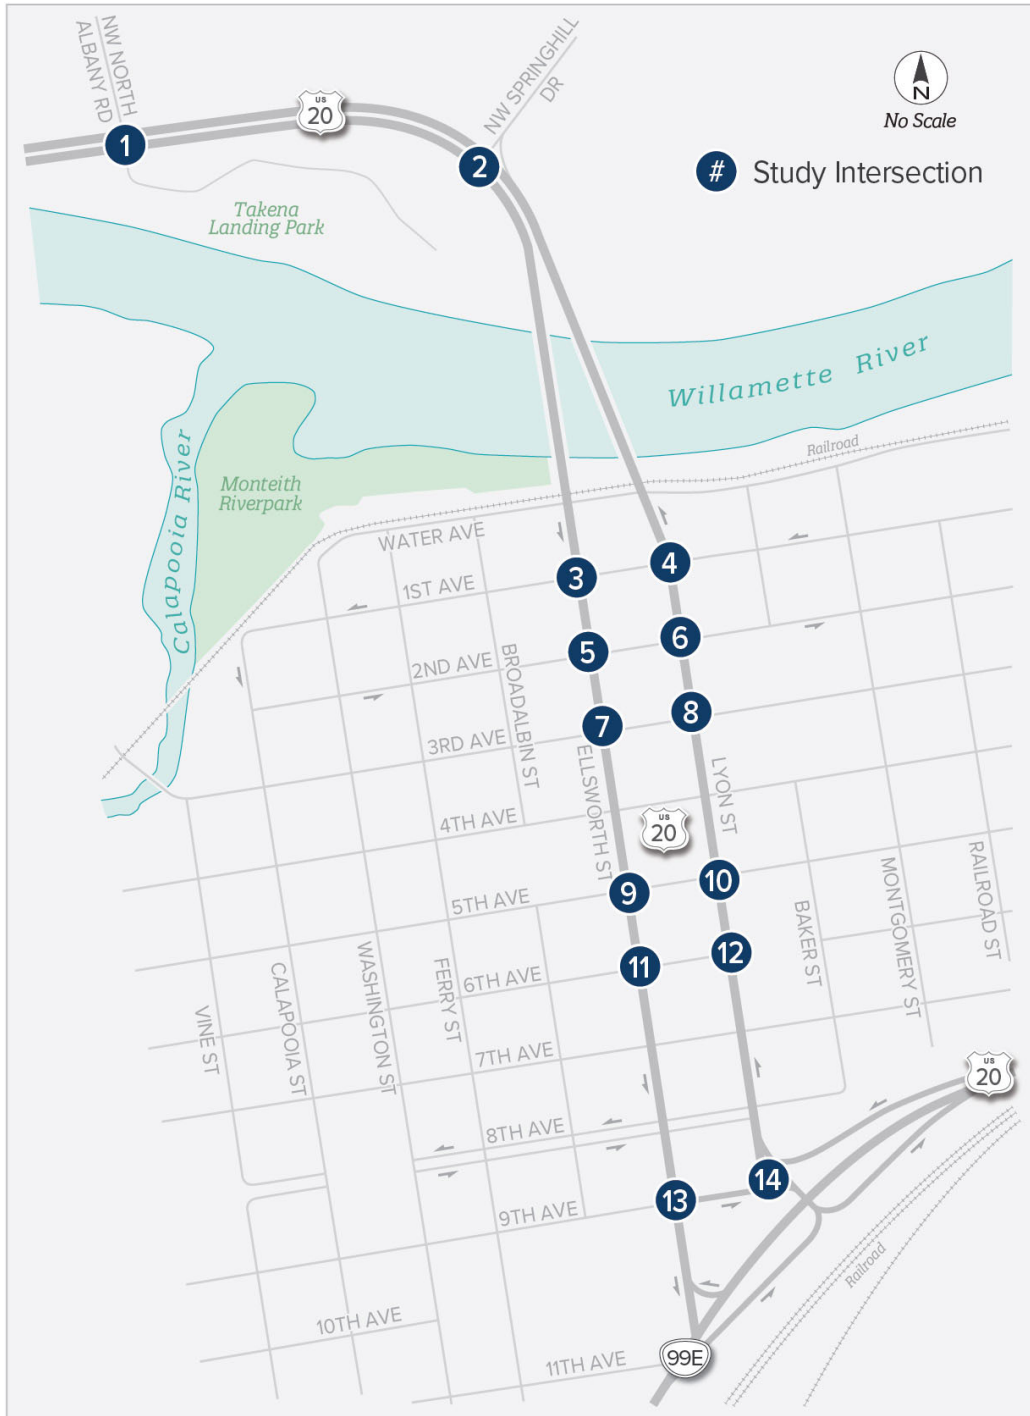 NW NORTH
ALBANY RD
1
US
20
2
NW SPRINGHILL
DR
N
No Scale
# Study Intersection
Takena
Landing Park
Willamette River
Calapooia River
Monteith
Riverpark
Railroad
WATER AVE
1ST AVE
3
4
2ND AVE
5
6
BROADALBIN ST
3RD AVE
7
8
ELLSWORTH ST
LYON ST
4TH AVE
US
20
5TH AVE
9
10
BAKER ST
MONTGOMERY ST
RAILROAD ST
6TH AVE
11
12
VINE ST
CALAPOOIA ST
WASHINGTON ST
FERRY ST
7TH AVE
US
20
8TH AVE
9TH AVE
13
14
Railroad
10TH AVE
11TH AVE
99E